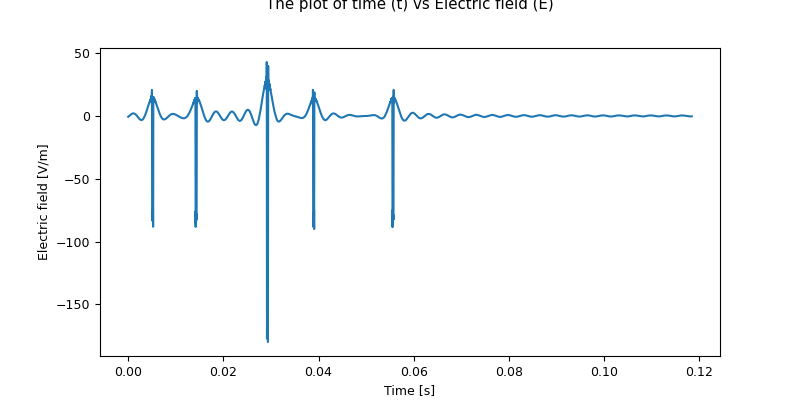 The plot of time (t) vs Electric field (E)
50
0
−50
−100
−150
Electric field [V/m]
0.00 0.02 0.04 0.06 0.08 0.10 0.12
Time [s]